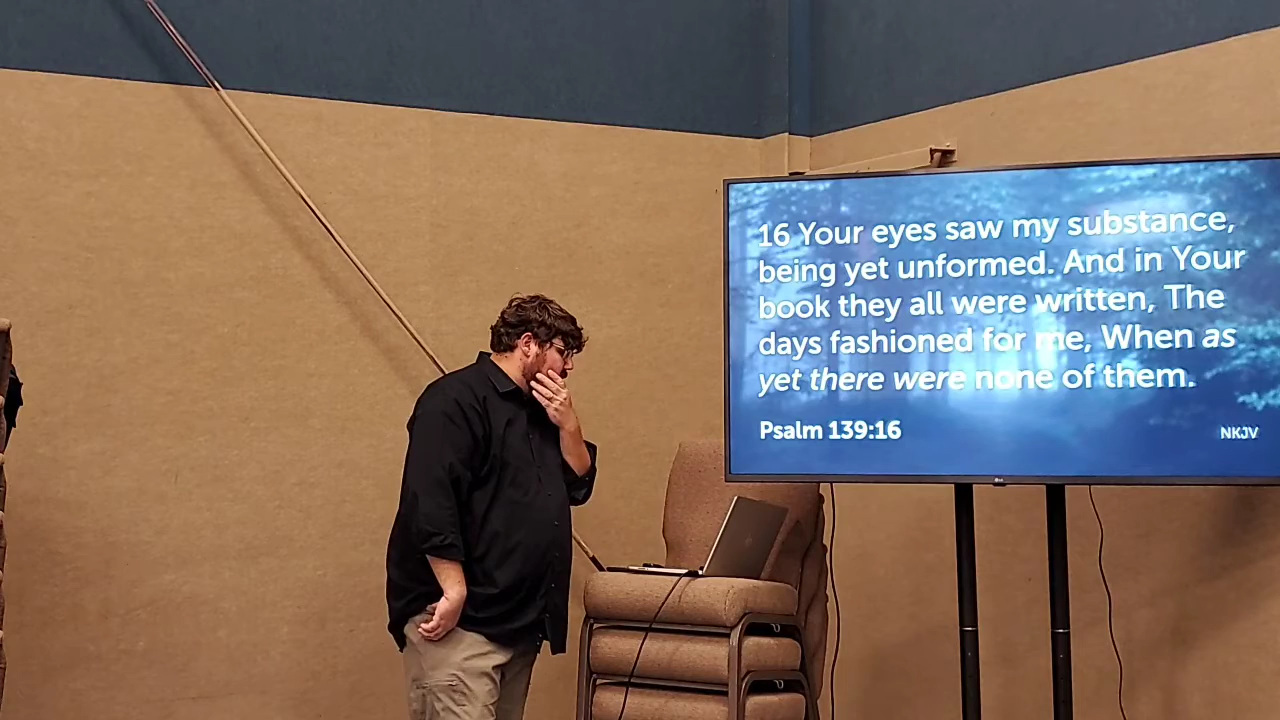 16 Your eyes saw my substance,
being yet unformed. And in Your
book they all were written, The
days fashioned for me, When as
yet there were none of them.
Psalm 139:16
NKJV
LG